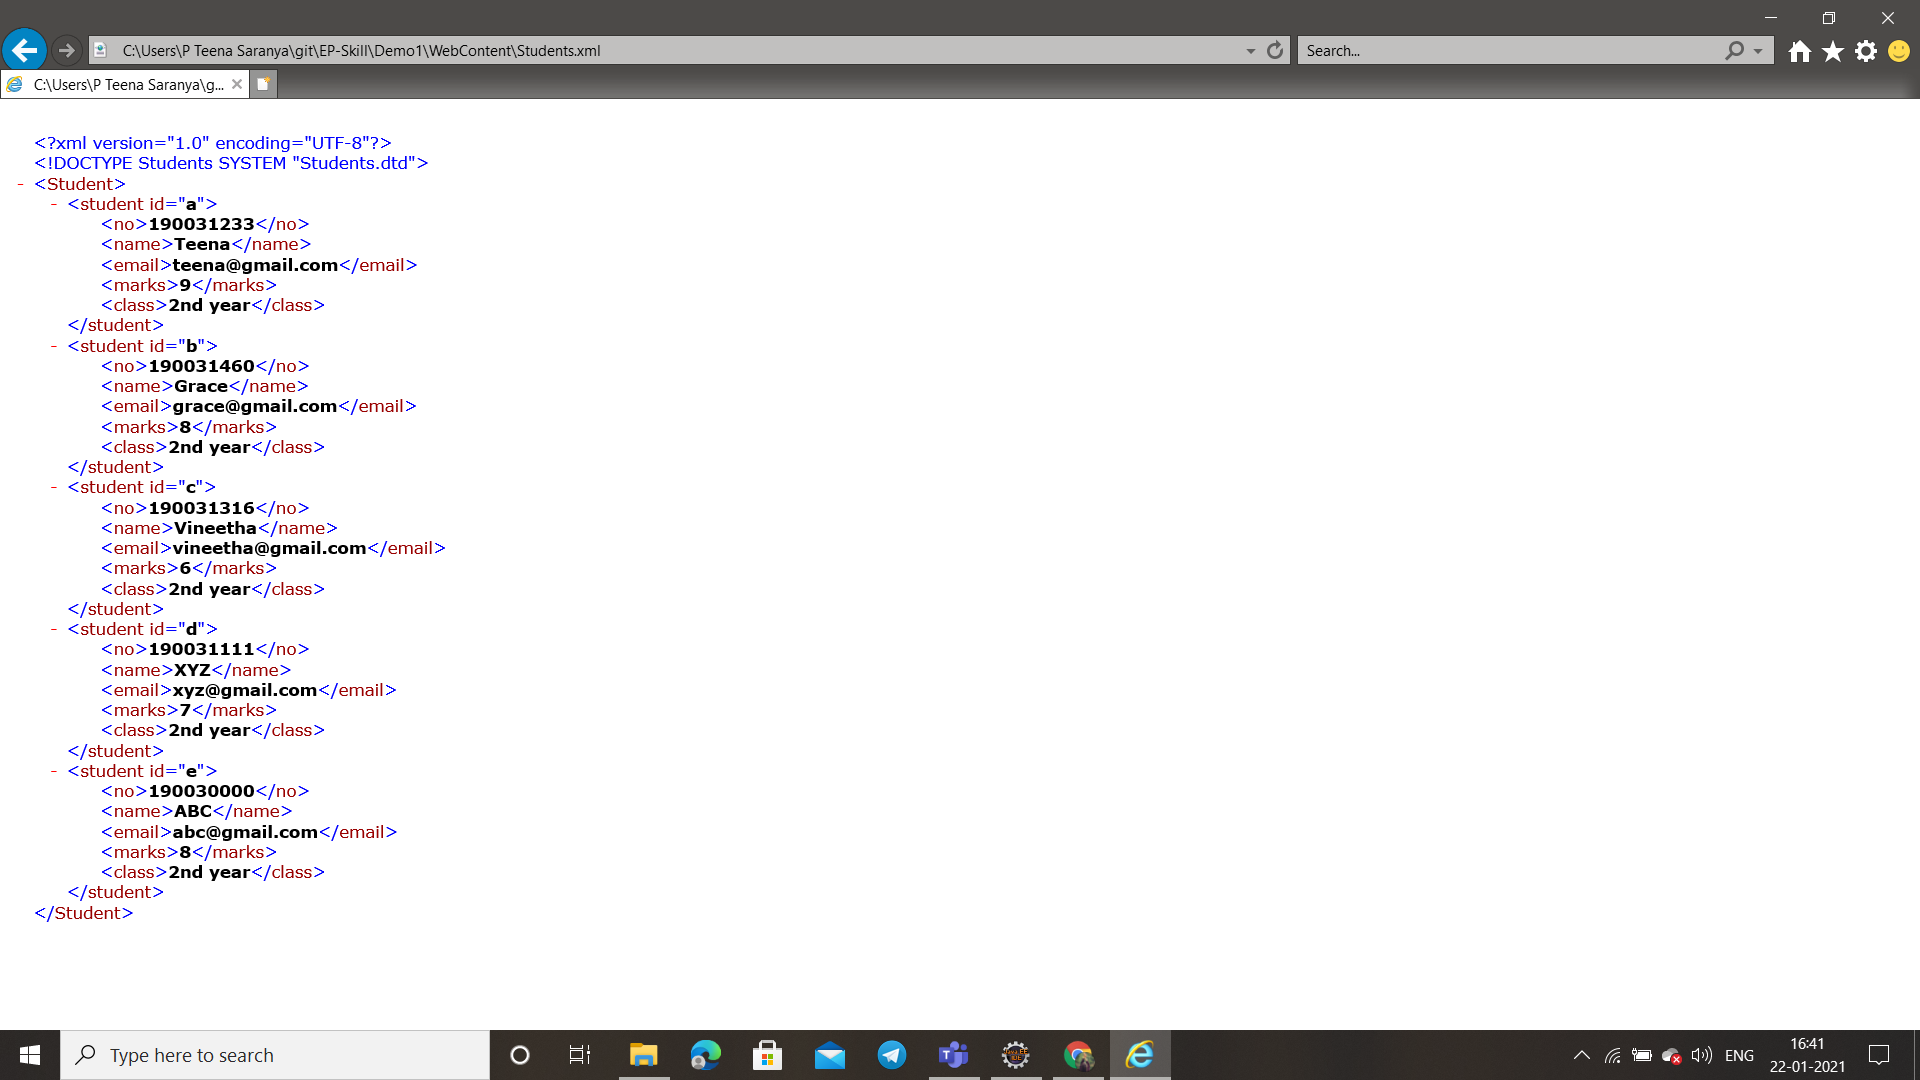 C:\Users\P Teena Saranya\git\EP-Skill\Demo1\WebContent\Students.xml
Search...
C:\Users\P Teena Saranya\g...
<?xml version="1.0" encoding="UTF-8"?>
<!DOCTYPE Students SYSTEM "Students.dtd">
- <Student>
- <student id="a">
<no>190031233</no>
<name>Teena</name>
<email>teena@gmail.com</email>
<marks>9</marks>
<class>2nd year</class>
</student>
- <student id="b">
<no>190031460</no>
<name>Grace</name>
<email>grace@gmail.com</email>
<marks>8</marks>
<class>2nd year</class>
</student>
- <student id="c">
<no>190031316</no>
<name>Vineetha</name>
<email>vineetha@gmail.com</email>
<marks>6</marks>
<class>2nd year</class>
</student>
- <student id="d">
<no>190031111</no>
<name>XYZ</name>
<email>xyz@gmail.com</email>
<marks>7</marks>
<class>2nd year</class>
</student>
- <student id="e">
<no>190030000</no>
<name>ABC</name>
<email>abc@gmail.com</email>
<marks>8</marks>
<class>2nd year</class>
</student>
</Student>
Type here to search
ENG
16:41
22-01-2021